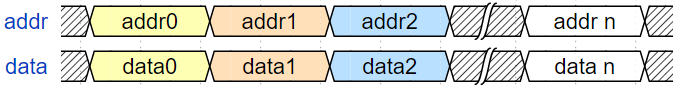 addr addr0 addr1 addr2 addr n
data data0 data1 data2 data n